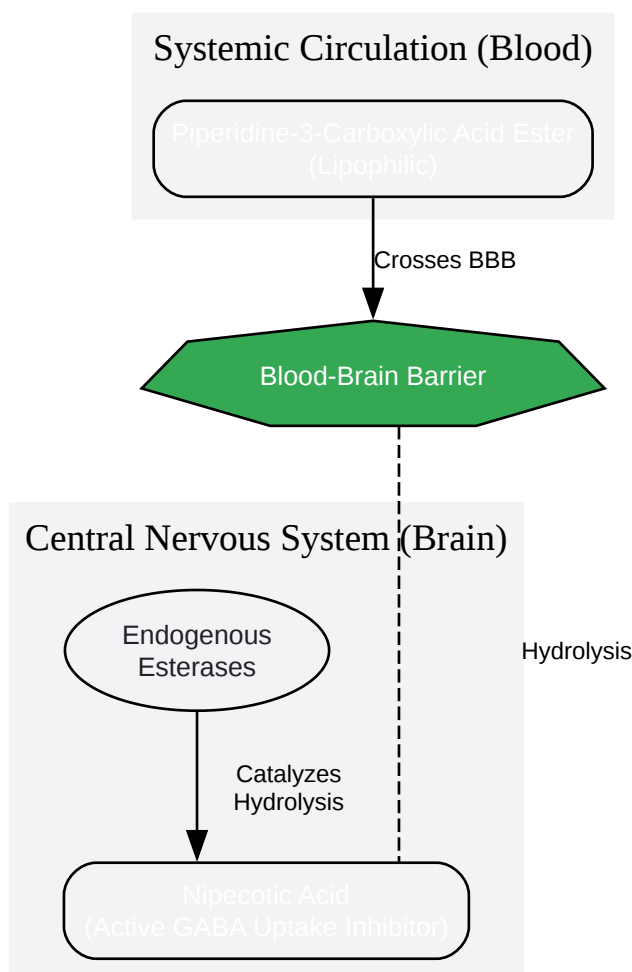 Systemic Circulation (Blood)
Piperidine-3-Carboxylic Acid Ester
(Lipophilic)
Crosses BBB
Blood-Brain Barrier
Central Nervous System (Brain)
Endogenous
Esterases
Hydrolysis
Catalyzes
Hydrolysis
Nipecotic Acid
(Active GABA Uptake Inhibitor)